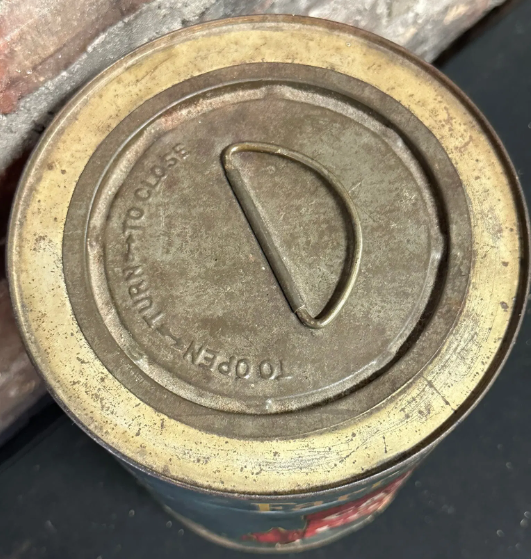 TO OPEN ← TURN → TO CLOSE